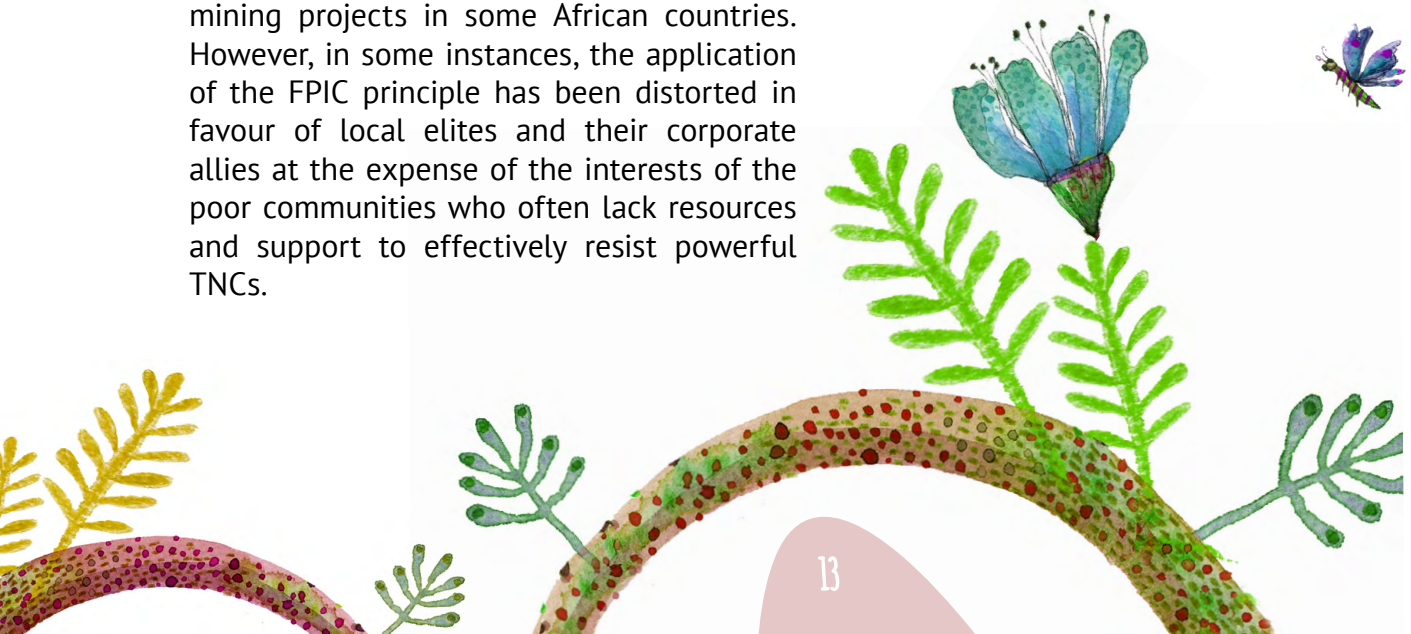 mining projects in some African countries.
However, in some instances, the application
of the FPIC principle has been distorted in
favour of local elites and their corporate
allies at the expense of the interests of the
poor communities who often lack resources
and support to effectively resist powerful
TNCs.
13